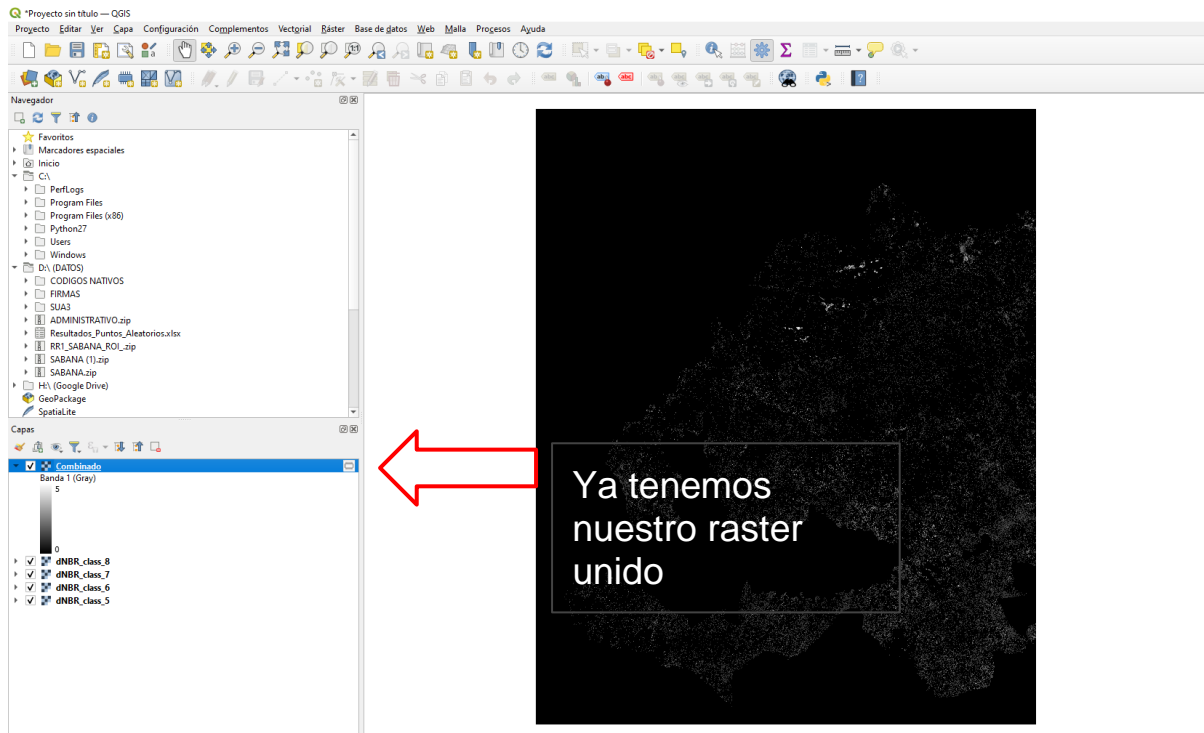 *Proyecto sin título — QGIS
Proyecto Editar Ver Capa Configuración Complementos Vectorial Ráster Base de datos Web Malla Procesos Ayuda
Navegador
Favoritos
Marcadores espaciales
Inicio
C:\
PerfLogs
Program Files
Program Files (x86)
Python27
Users
Windows
D:\ (DATOS)
CODIGOS NATIVOS
FIRMAS
SUA3
ADMINISTRATIVO.zip
Resultados_Puntos_Aleatorios.xlsx
RR1_SABANA_ROI_.zip
SABANA (1).zip
SABANA.zip
H:\ (Google Drive)
GeoPackage
SpatiaLite
Capas
Combinado
Banda 1 (Gray)
5
0
dNBR_class_8
dNBR_class_7
dNBR_class_6
dNBR_class_5
Ya tenemos
nuestro raster
unido